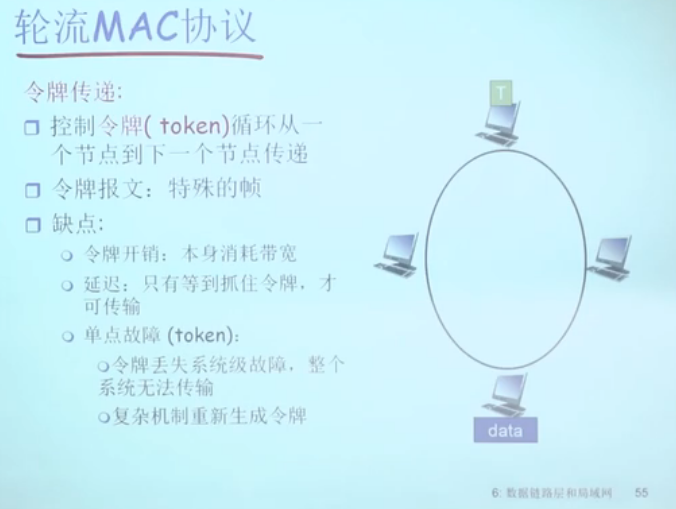 轮流MAC协议
令牌传递:
控制令牌( token)循环从一
个节点到下一个节点传递
令牌报文：特殊的帧
缺点:
令牌开销：本身消耗带宽
延迟：只有等到抓住令牌，才
可传输
单点故障 (token)：
令牌丢失系统级故障，整个
系统无法传输
复杂机制重新生成令牌
T
data
6: 数据链路层和局域网 55